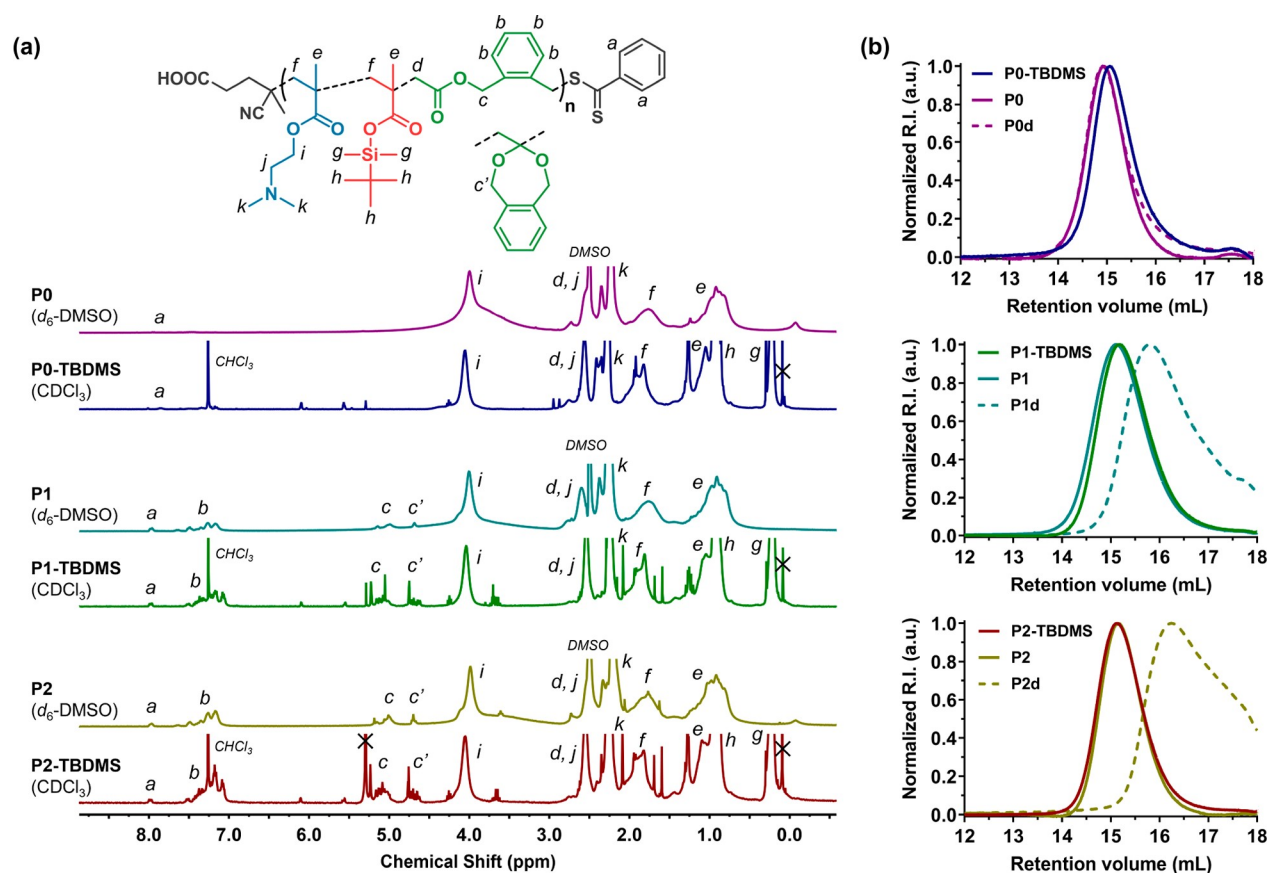 (a)
b b
b b
f e f e d
a
HOOC
O
S
NC
O O O
O O
c
n
S
a
j i
O
Si
g g
N
k k
h h
h
O O
c'
P0
(d6-DMSO)
a
i
DMSO
d, j
k
f
e
P0-TBDMS
(CDCl3)
a
CHCl3
i
d, j
k
f
e
h
g
P1
(d6-DMSO)
a
b
c
c'
i
DMSO
d, j
k
f
e
P1-TBDMS
(CDCl3)
a
b
CHCl3
c
c'
i
d, j
k
f
e
h
g
P2
(d6-DMSO)
a
b
c
c'
i
DMSO
d, j
k
f
e
P2-TBDMS
(CDCl3)
a
b
CHCl3
c
c'
i
d, j
k
f
e
h
g
8.0 7.0 6.0 5.0 4.0 3.0 2.0 1.0 0.0
Chemical Shift (ppm)
(b)
Normalized R.I. (a.u.)
1.0
0.8
0.6
0.4
0.2
0.0
P0-TBDMS
P0
P0d
12 13 14 15 16 17 18
Retention volume (mL)
Normalized R.I. (a.u.)
1.0
0.8
0.6
0.4
0.2
0.0
P1-TBDMS
P1
P1d
12 13 14 15 16 17 18
Retention volume (mL)
Normalized R.I. (a.u.)
1.0
0.8
0.6
0.4
0.2
0.0
P2-TBDMS
P2
P2d
12 13 14 15 16 17 18
Retention volume (mL)